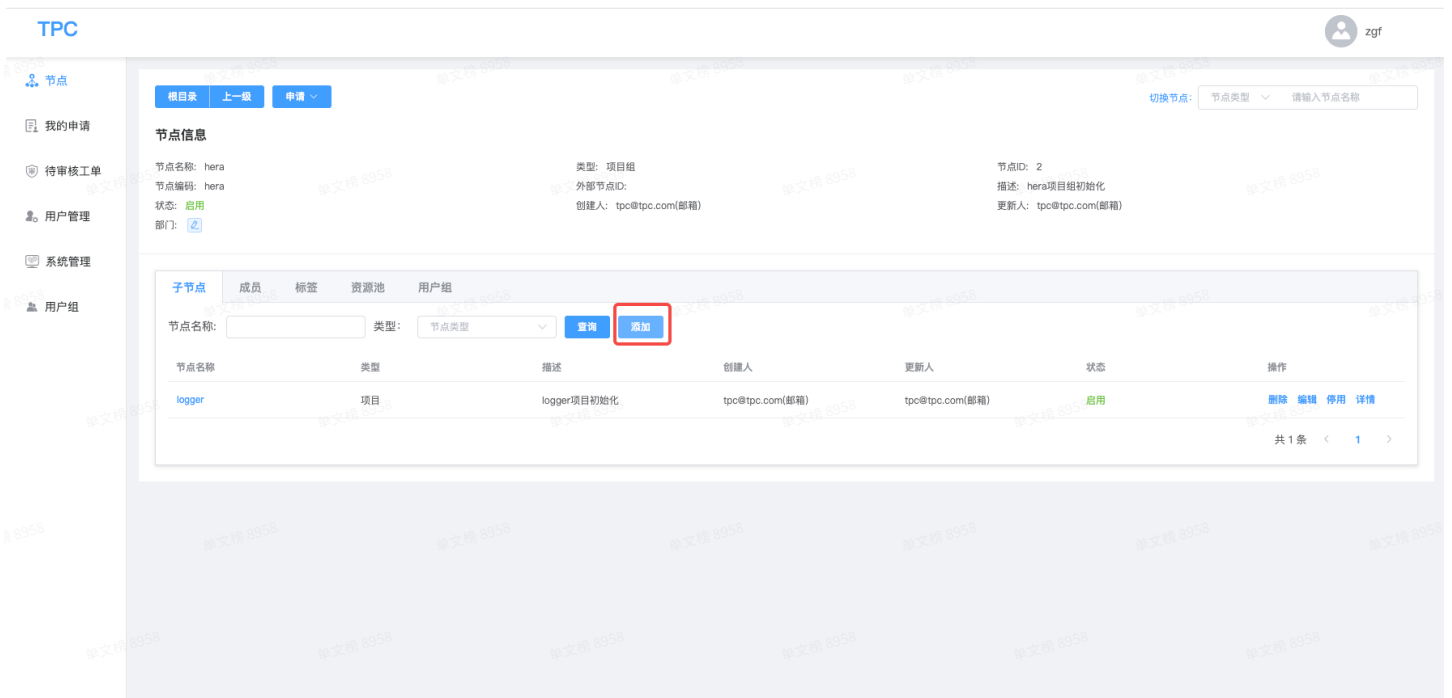 TPC
zgf
节点
我的申请
待审核工单
用户管理
系统管理
用户组
根目录 上一级 申请
切换节点: 节点类型 请输入节点名称
节点信息
节点名称: hera 类型: 项目组 节点ID: 2
节点编码: hera 外部节点ID: 描述: hera项目组初始化
状态: 启用 创建人: tpc@tpc.com(邮箱) 更新人: tpc@tpc.com(邮箱)
部门:
子节点 成员 标签 资源池 用户组
节点名称: 类型: 节点类型 查询 添加
节点名称 类型 描述 创建人 更新人 状态 操作
logger 项目 logger项目初始化 tpc@tpc.com(邮箱) tpc@tpc.com(邮箱) 启用 删除 编辑 停用 详情
共 1 条 1
单文榜 8958